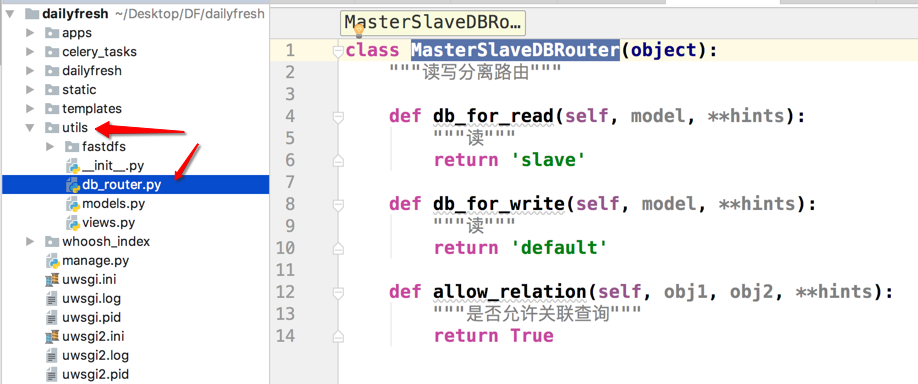 dailyfresh ~/Desktop/DF/dailyfresh
apps
celery_tasks
dailyfresh
static
templates
utils
fastdfs
__init__.py
db_router.py
models.py
views.py
whoosh_index
manage.py
uwsgi.ini
uwsgi.log
uwsgi.pid
uwsgi2.ini
uwsgi2.log
uwsgi2.pid
MasterSlaveDBRo...
1 class MasterSlaveDBRouter(object):
2 """读写分离路由"""
3
4 def db_for_read(self, model, **hints):
5 """读"""
6 return 'slave'
7
8 def db_for_write(self, model, **hints):
9 """读"""
10 return 'default'
11
12 def allow_relation(self, obj1, obj2, **hints):
13 """是否允许关联查询"""
14 return True